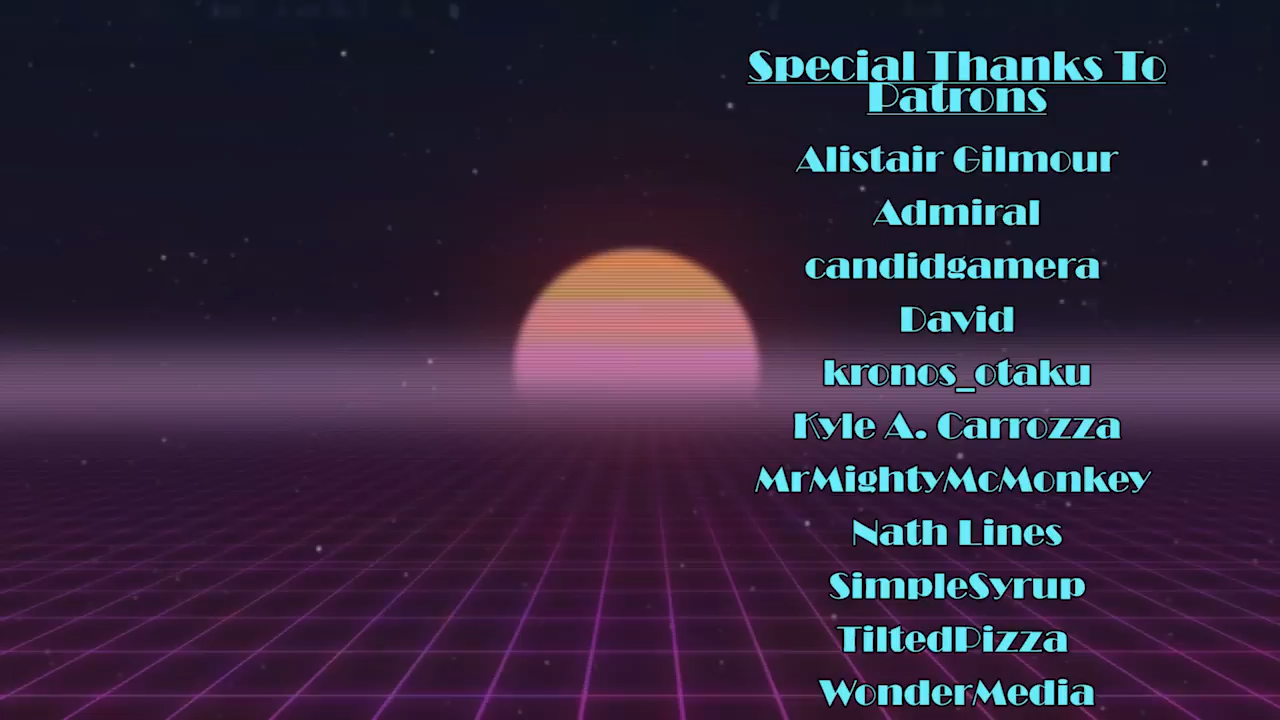 Special Thanks To
Patrons
Alistair Gilmour
Admiral
candidgamera
David
kronos_otaku
Kyle A. Carrozza
MrMightyMcMonkey
Nath Lines
SimpleSyrup
TiltedPizza
WonderMedia